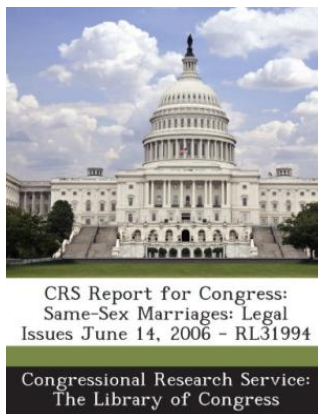 CRS Report for Congress:
Same-Sex Marriages: Legal
Issues June 14, 2006 - RL31994
Congressional Research Service:
The Library of Congress